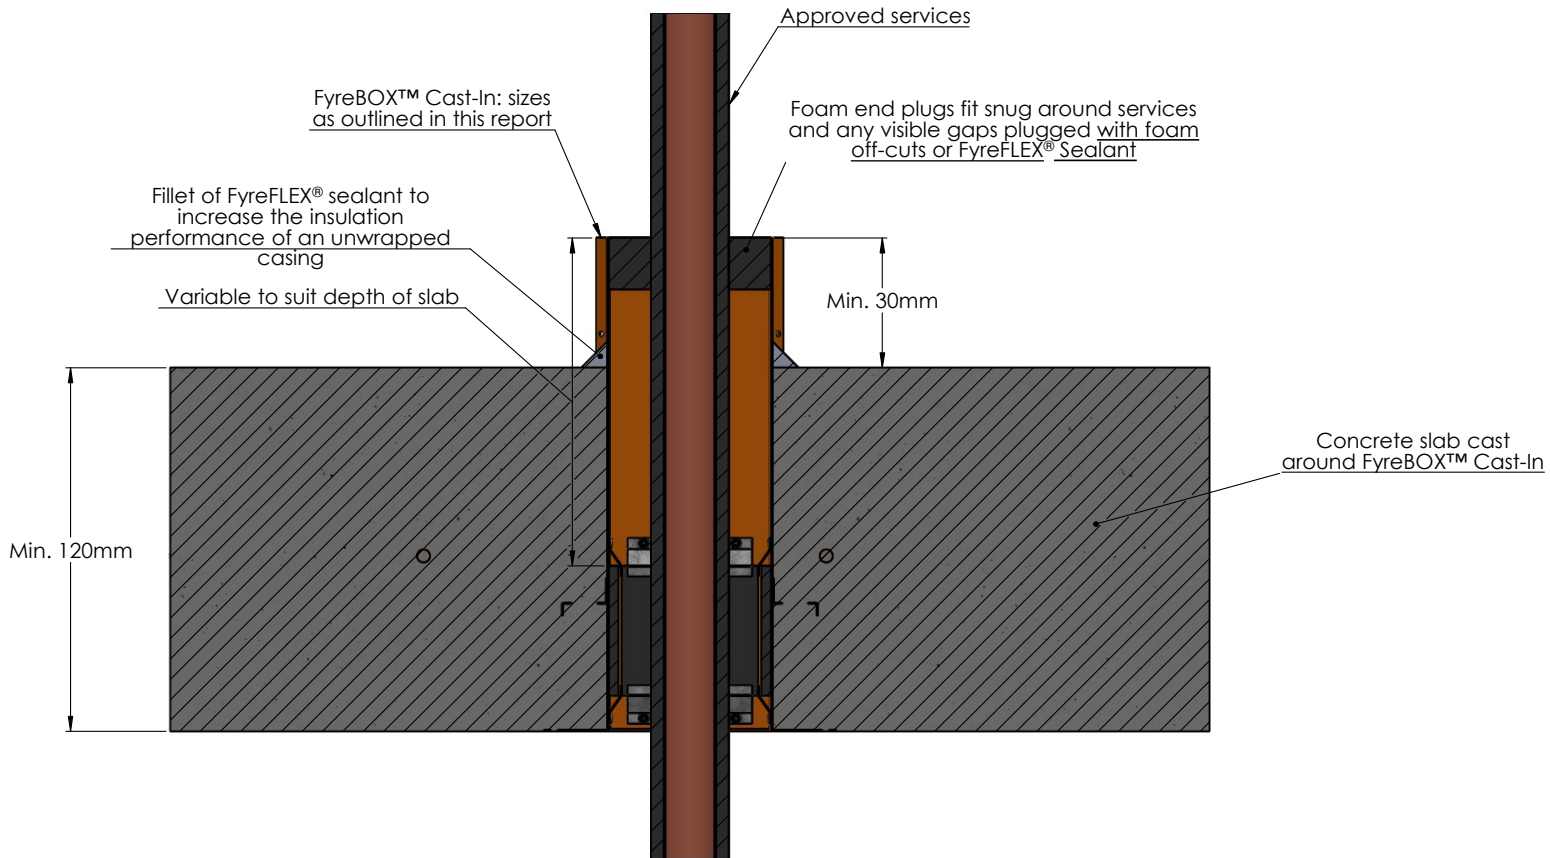 Approved services
FyreBOX™ Cast-In: sizes
as outlined in this report
Foam end plugs fit snug around services
and any visible gaps plugged with foam
off-cuts or FyreFLEX® Sealant
Fillet of FyreFLEX® sealant to
increase the insulation
performance of an unwrapped
casing
Variable to suit depth of slab
Min. 30mm
Concrete slab cast
around FyreBOX™ Cast-In
Min. 120mm